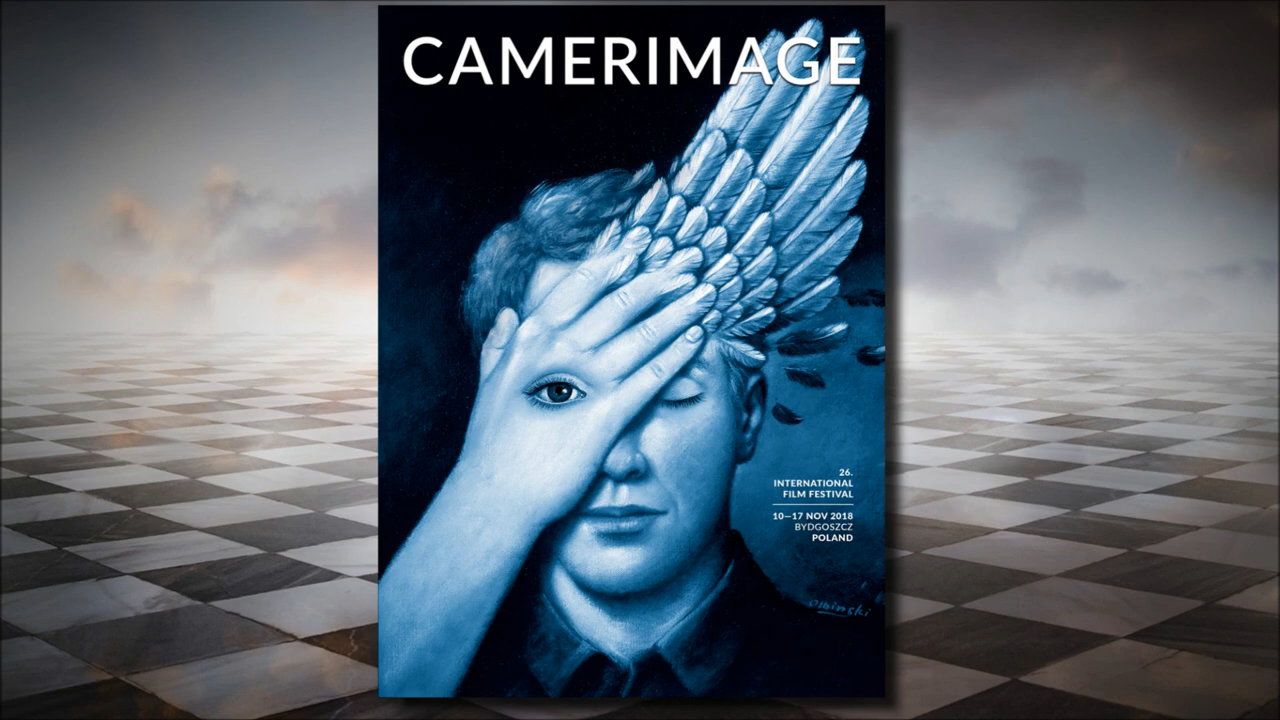 CAMERIMAGE
26.
INTERNATIONAL
FILM FESTIVAL
10—17 NOV 2018
BYDGOSZCZ
POLAND
Olbinski